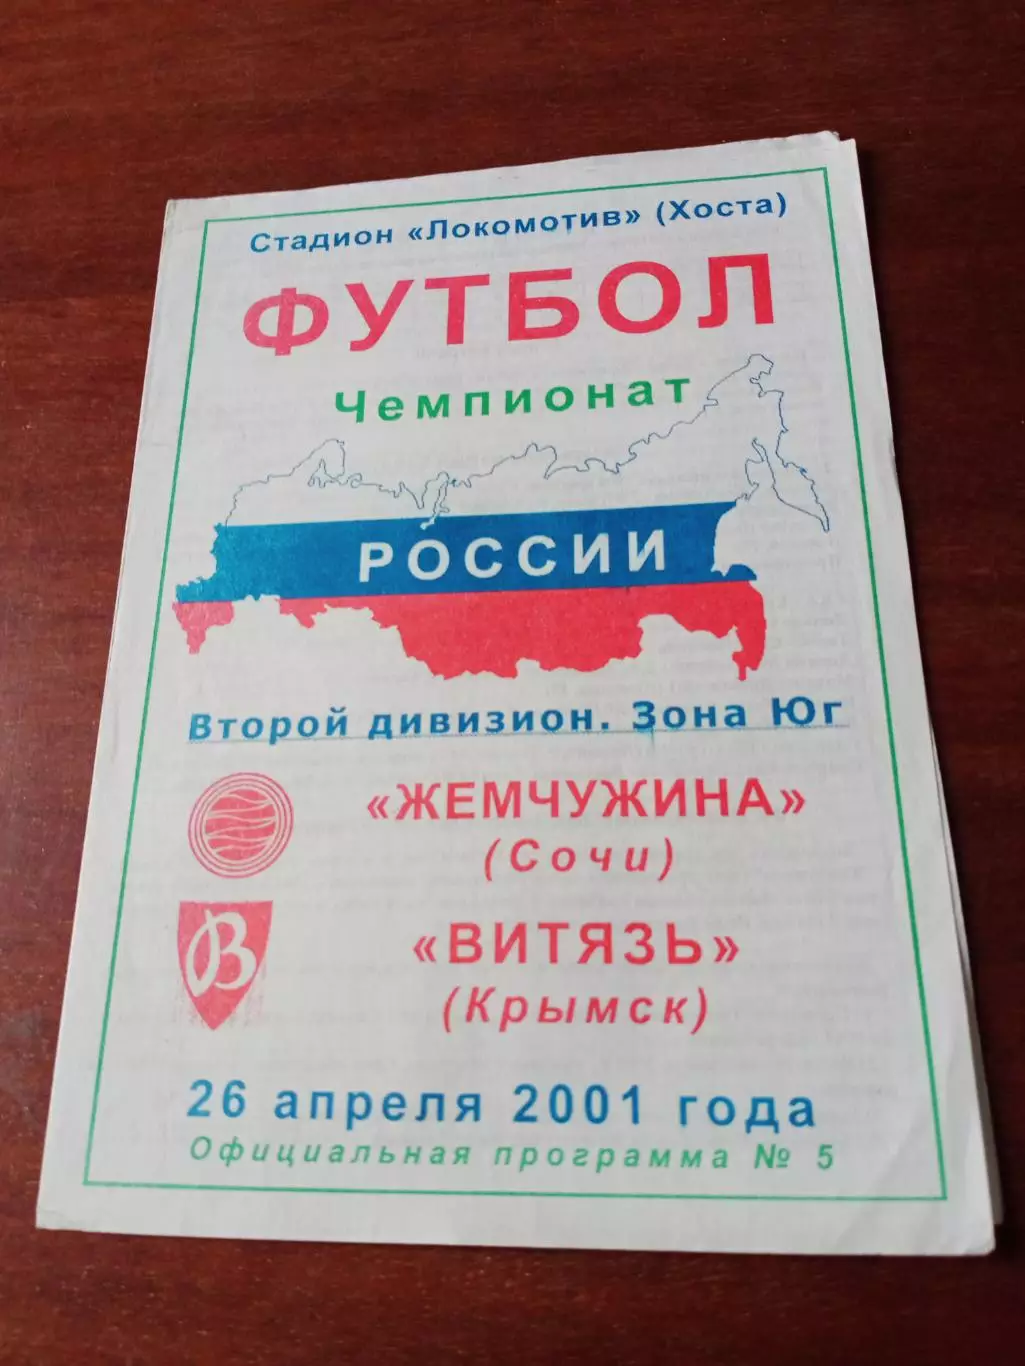 Стадион «Локомотив» (Хоста)
ФУТБОЛ
Чемпионат
РОССИИ
Второй дивизион. Зона Юг
«ЖЕМЧУЖИНА»
(Сочи)
В
«ВИТЯЗЬ»
(Крымск)
26 апреля 2001 года
Официальная программа № 5